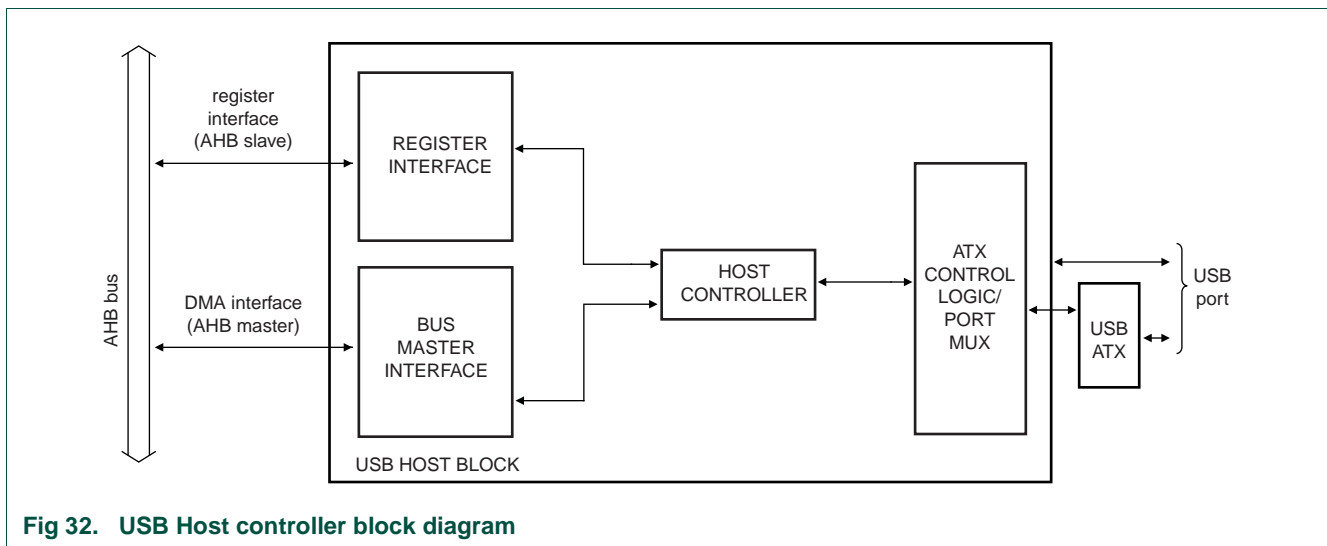 register
interface
(AHB slave)
REGISTER
INTERFACE
AHB bus
DMA interface
(AHB master)
BUS
MASTER
INTERFACE
HOST
CONTROLLER
ATX
CONTROL
LOGIC/
PORT
MUX
USB
ATX
USB
port
USB HOST BLOCK
Fig 32. USB Host controller block diagram